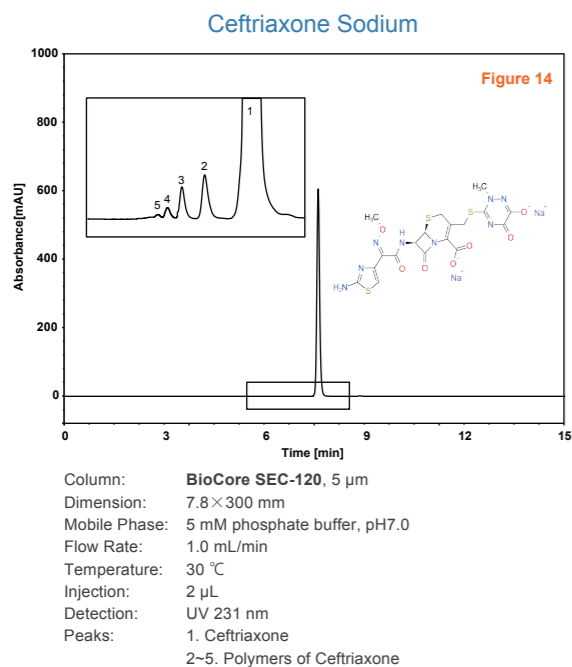 Ceftriaxone Sodium
Figure 14
Absorbance[mAU]
1000
800
600
400
200
0
1
2
3
4
5
H₃C
N
N
N
S
O⁻
Na⁺
O
H₃C
O
N
H
N
S
N
O
O
O⁻
O
Na⁺
N
S
H₂N
0
3
6
9
12
15
Time [min]
Column: BioCore SEC-120, 5 µm
Dimension: 7.8×300 mm
Mobile Phase: 5 mM phosphate buffer, pH7.0
Flow Rate: 1.0 mL/min
Temperature: 30 ℃
Injection: 2 µL
Detection: UV 231 nm
Peaks: 1. Ceftriaxone
2~5. Polymers of Ceftriaxone